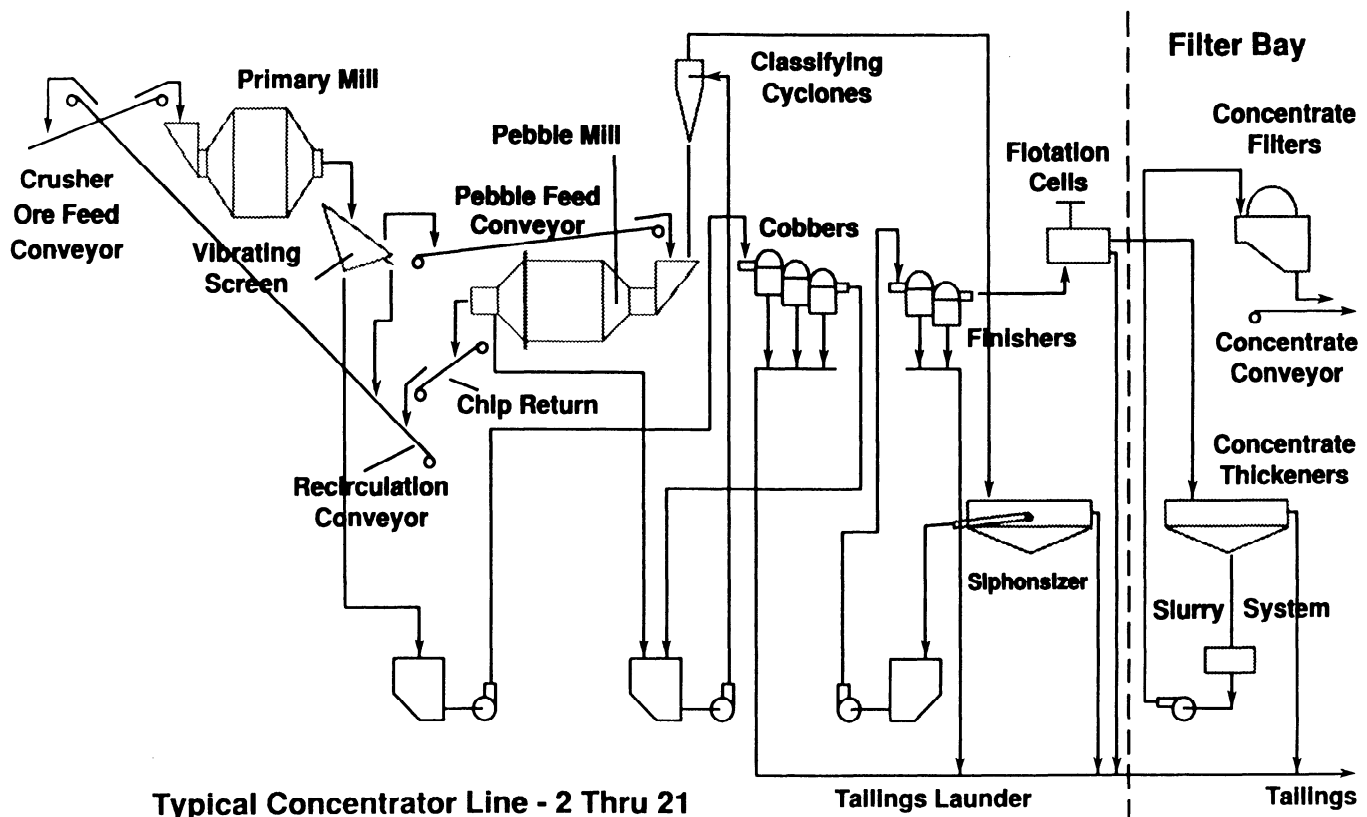 Filter Bay
Primary Mill
Classifying
Cyclones
Concentrate
Filters
Pebble Mill
Flotation
Cells
Crusher
Ore Feed
Conveyor
Pebble Feed
Conveyor
Cobbers
Vibrating
Screen
Finishers
Concentrate
Conveyor
Chip Return
Concentrate
Thickeners
Recirculation
Conveyor
Siphonsizer
Slurry System
Typical Concentrator Line - 2 Thru 21
Tailings Launder
Tailings